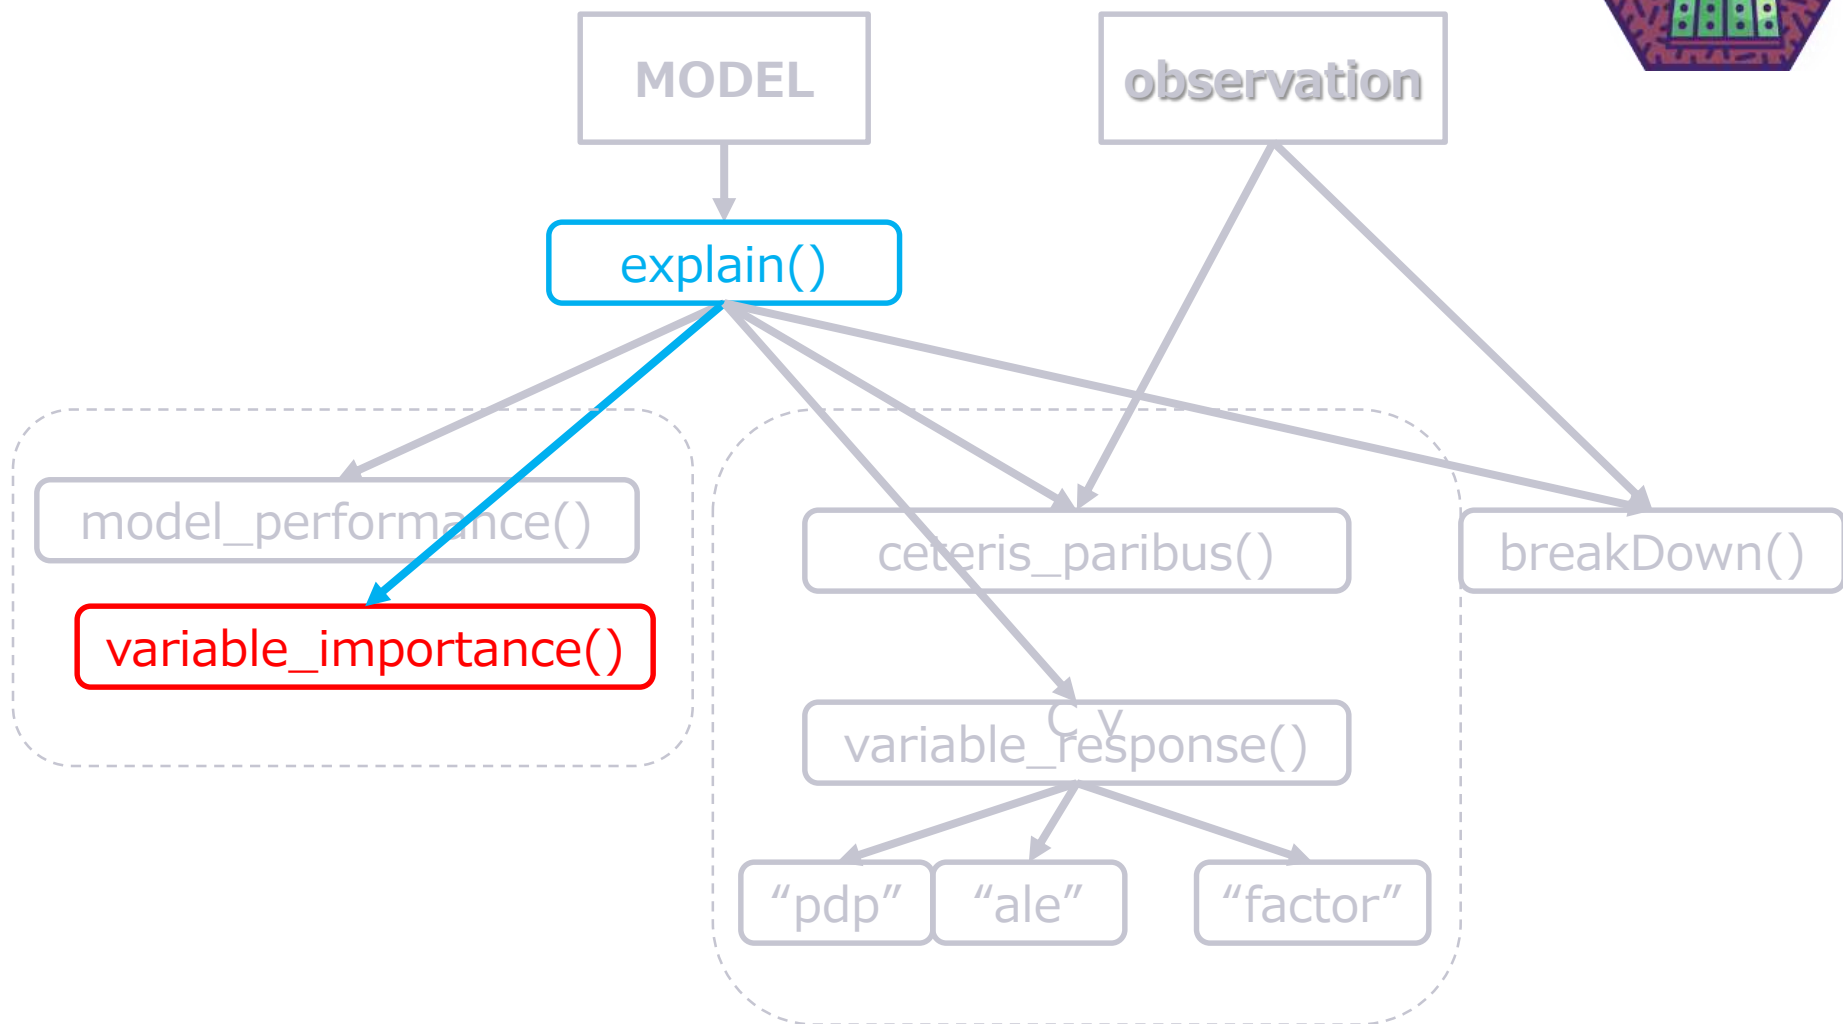 MODEL
observation
explain()
model_performance()
ceteris_paribus()
breakDown()
variable_importance()
C v
variable_response()
“pdp”
“ale”
“factor”